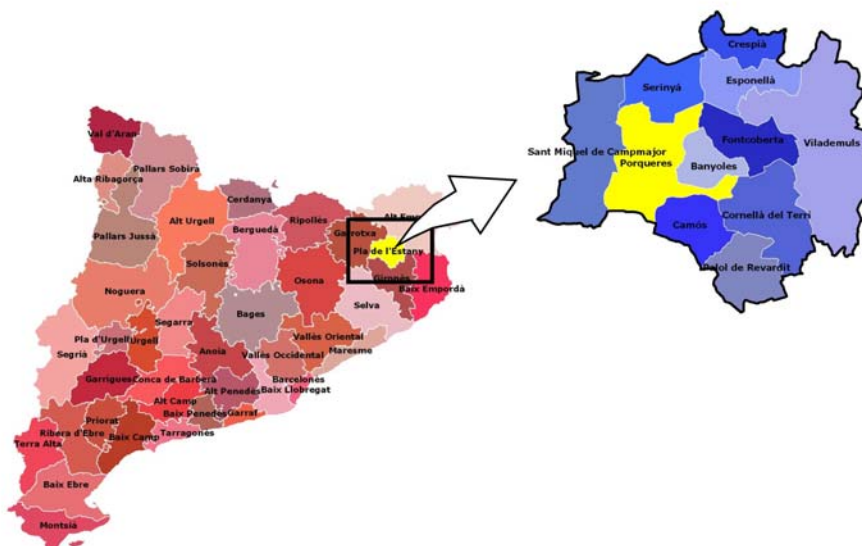 Val d'Aran
Pallars Sobirà
Alta Ribagorça
Cerdanya
Alt Urgell
Ripollès
Berguedà
Garrotxa
Pallars Jussà
Pla de l'Estany
Solsonès
Osona
Gironès
Baix Empordà
Noguera
Selva
Bages
Segarra
Vallès Oriental
Pla d'Urgell
Urgell
Maresme
Segrià
Anoia
Vallès Occidental
Garrigues
Conca de Barberà
Barcelonès
Alt Penedès
Baix Llobregat
Alt Camp
Baix Penedès
Garraf
Priorat
Ribera d'Ebre
Baix Camp
Tarragonès
Terra Alta
Baix Ebre
Montsià
Crespià
Serinyà
Esponellà
Fontcoberta
Vilademuls
Sant Miquel de Campmajor
Porqueres
Banyoles
Camós
Cornellà del Terri
de Revardit